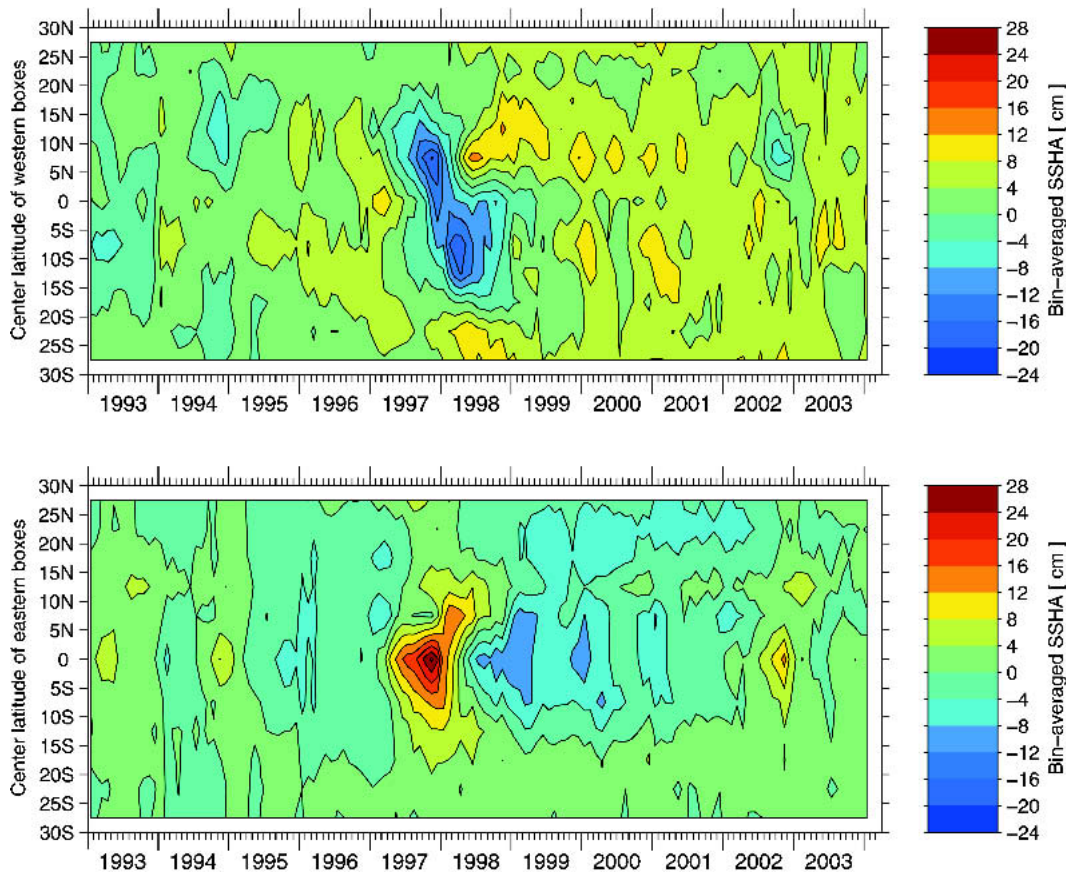 30N
25N
20N
15N
10N
5N
0
5S
10S
15S
20S
25S
30S
Center latitude of western boxes
1993 1994 1995 1996 1997 1998 1999 2000 2001 2002 2003
28
24
20
16
12
8
4
0
−4
−8
−12
−16
−20
−24
Bin−averaged SSHA [ cm ]
30N
25N
20N
15N
10N
5N
0
5S
10S
15S
20S
25S
30S
Center latitude of eastern boxes
1993 1994 1995 1996 1997 1998 1999 2000 2001 2002 2003
28
24
20
16
12
8
4
0
−4
−8
−12
−16
−20
−24
Bin−averaged SSHA [ cm ]